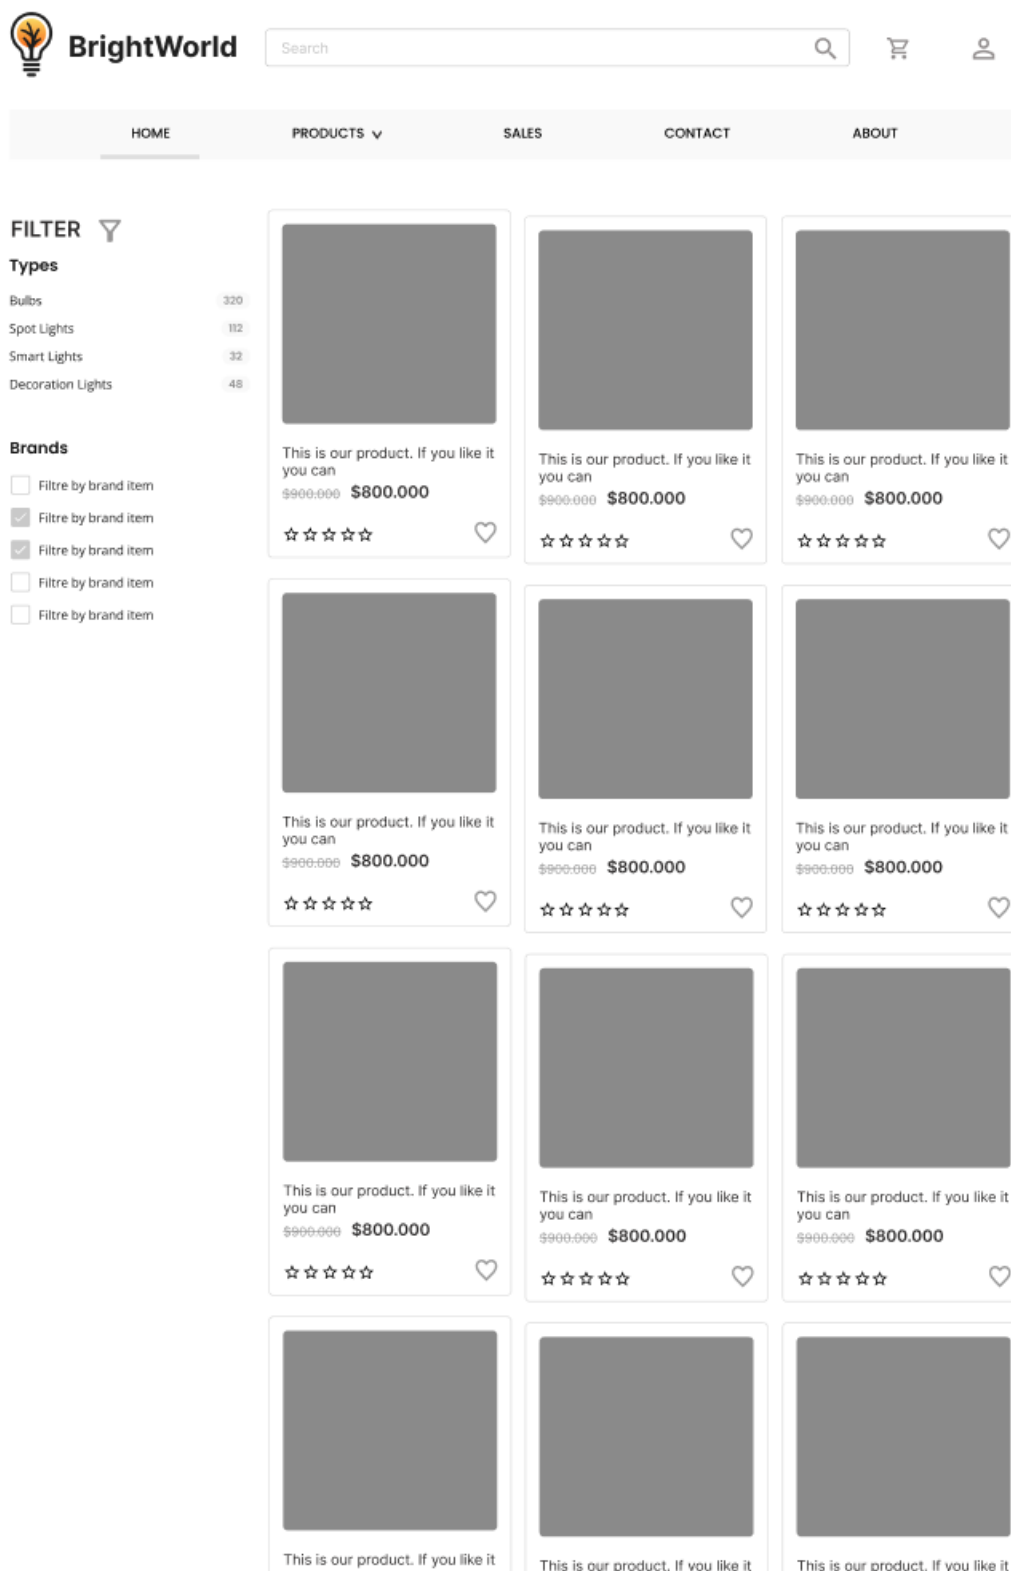 BrightWorld
Search
HOME
PRODUCTS
SALES
CONTACT
ABOUT
FILTER
Types
Bulbs 320
Spot Lights 112
Smart Lights 32
Decoration Lights 48
Brands
Filtre by brand item
Filtre by brand item
Filtre by brand item
Filtre by brand item
Filtre by brand item
This is our product. If you like it
you can
$900.000 $800.000
This is our product. If you like it
you can
$900.000 $800.000
This is our product. If you like it
you can
$900.000 $800.000
This is our product. If you like it
you can
$900.000 $800.000
This is our product. If you like it
you can
$900.000 $800.000
This is our product. If you like it
you can
$900.000 $800.000
This is our product. If you like it
you can
$900.000 $800.000
This is our product. If you like it
you can
$900.000 $800.000
This is our product. If you like it
you can
$900.000 $800.000
This is our product. If you like it
This is our product. If you like it
This is our product. If you like it